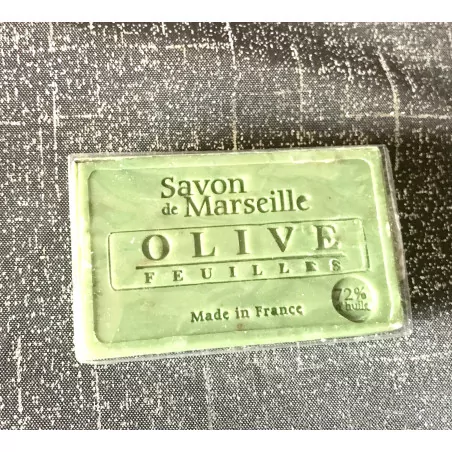 Savon
de Marseille
OLIVE
FEUILLES
Made in France
72%
d'huile